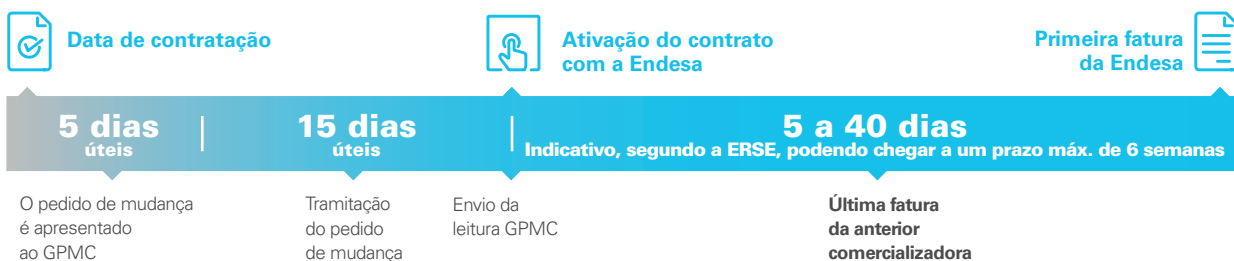 Data de contratação
Ativação do contrato
com a Endesa
Primeira fatura
da Endesa
5 dias
úteis
15 dias
úteis
5 a 40 dias
Indicativo, segundo a ERSE, podendo chegar a um prazo máx. de 6 semanas
O pedido de mudança
é apresentado
ao GPMC
Tramitação
do pedido
de mudança
Envio da
leitura GPMC
Última fatura
da anterior
comercializadora